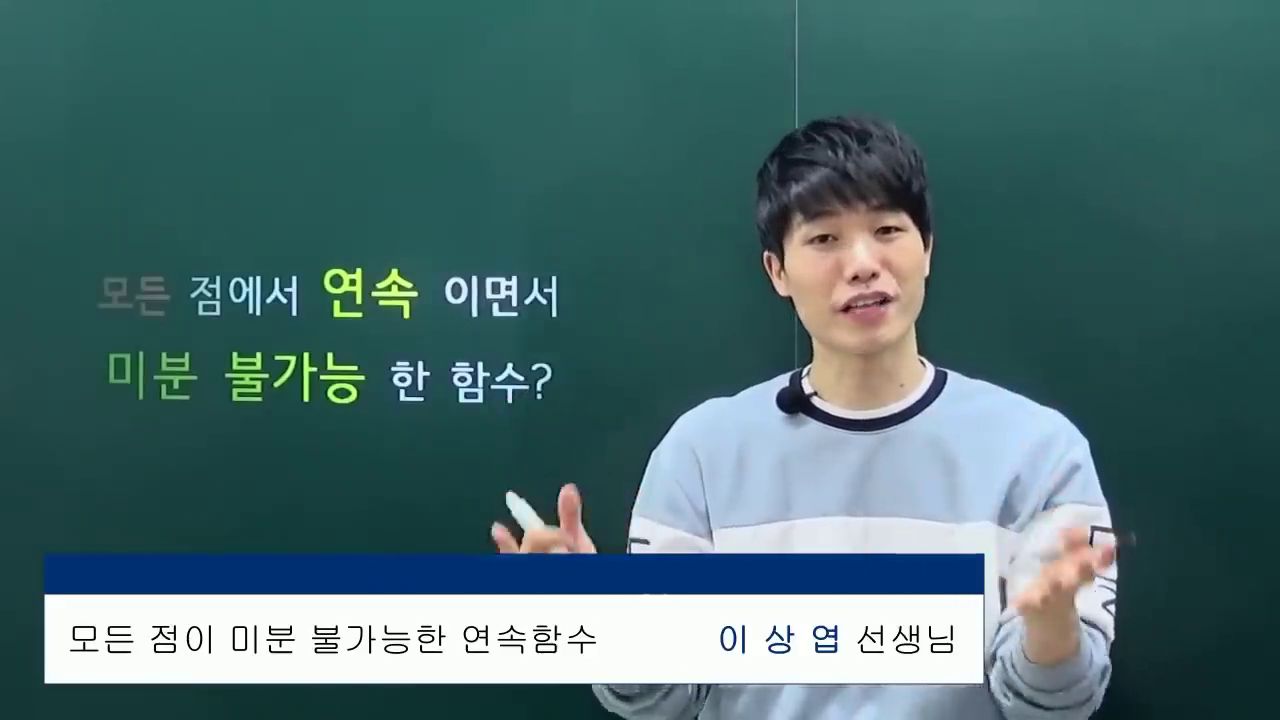 모든 점에서 연속 이면서
미분 불가능 한 함수?
모든 점이 미분 불가능한 연속함수 이 상 엽 선생님